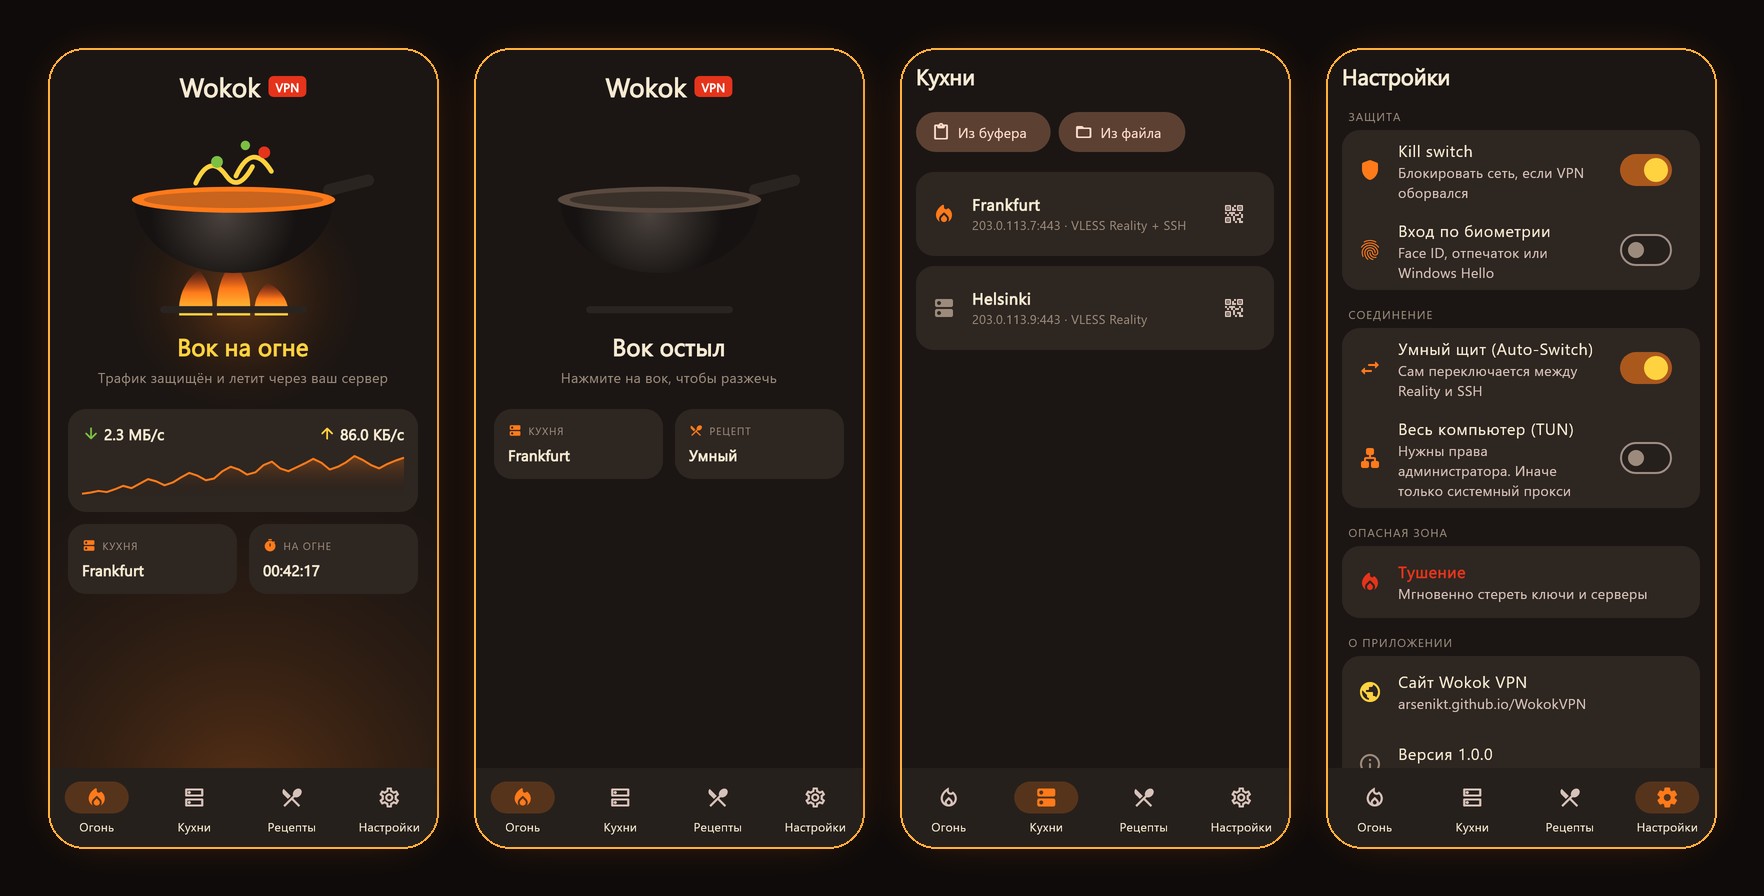 Wokok VPN
Вок на огне
Трафик защищён и летит через ваш сервер
2.3 МБ/с
86.0 КБ/с
КУХНЯ
Frankfurt
НА ОГНЕ
00:42:17
Огонь
Кухни
Рецепты
Настройки
Wokok VPN
Вок остыл
Нажмите на вок, чтобы разжечь
КУХНЯ
Frankfurt
РЕЦЕПТ
Умный
Огонь
Кухни
Рецепты
Настройки
Кухни
Из буфера
Из файла
Frankfurt
203.0.113.7:443 · VLESS Reality + SSH
Helsinki
203.0.113.9:443 · VLESS Reality
Огонь
Кухни
Рецепты
Настройки
Настройки
ЗАЩИТА
Kill switch
Блокировать сеть, если VPN
оборвался
Вход по биометрии
Face ID, отпечаток или
Windows Hello
СОЕДИНЕНИЕ
Умный щит (Auto-Switch)
Сам переключается между
Reality и SSH
Весь компьютер (TUN)
Нужны права
администратора. Иначе
только системный прокси
ОПАСНАЯ ЗОНА
Тушение
Мгновенно стереть ключи и серверы
О ПРИЛОЖЕНИИ
Сайт Wokok VPN
arsenikt.github.io/WokokVPN
Версия 1.0.0
Огонь
Кухни
Рецепты
Настройки